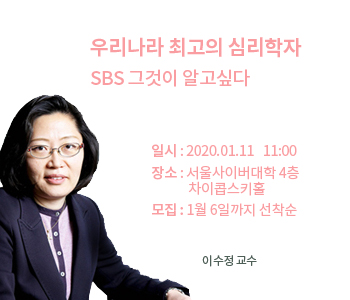 우리나라 최고의 심리학자
SBS 그것이 알고싶다
일시 : 2020.01.11 11:00
장소 : 서울사이버대학 4층
차이콥스키홀
모집 : 1월 6일까지 선착순
이수정 교수